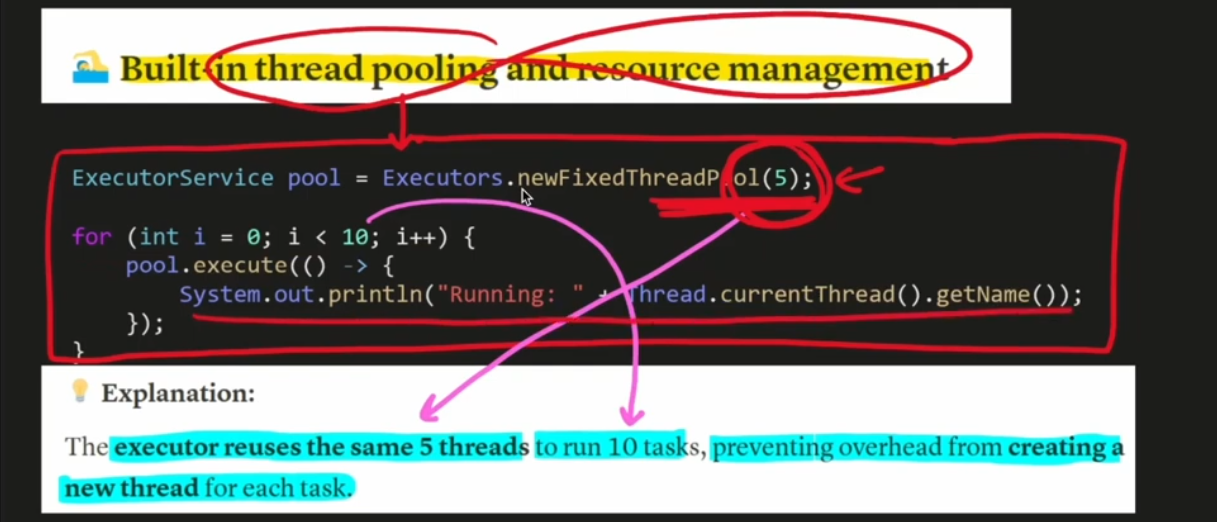 Built-in thread pooling and resource management
ExecutorService pool = Executors.newFixedThreadPool(5);
for (int i = 0; i < 10; i++) {
pool.execute(() -> {
System.out.println("Running: " + Thread.currentThread().getName());
});
}
Explanation:
The executor reuses the same 5 threads to run 10 tasks, preventing overhead from creating a
new thread for each task.